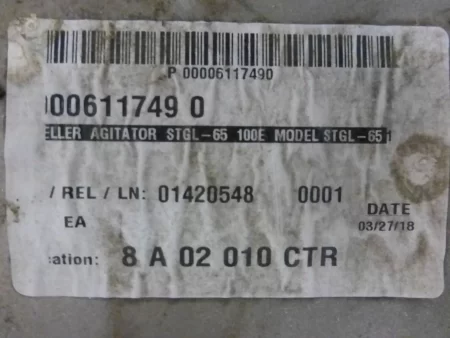 P 00006117490
000611749 0
ELLER AGITATOR STGL-65 100E MODEL STGL-65
/ REL / LN: 01420548 0001
EA
DATE
03/27/18
ation: 8 A 02 010 CTR